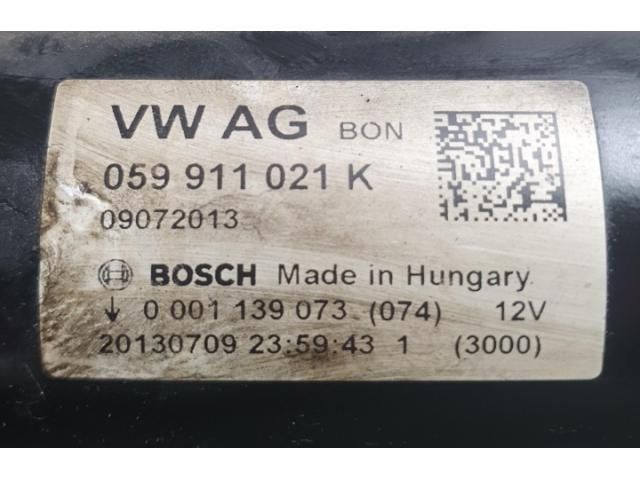 VW AG BON
059 911 021 K
09072013
BOSCH Made in Hungary
0 001 139 073 (074) 12V
20130709 23:59:43 1 (3000)